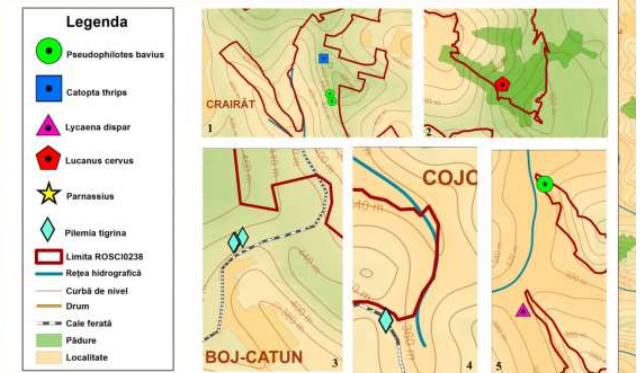 Legenda
Pseudophilotes bavius
Catopta thrips
Lycaena dispar
Lucanus cervus
Parnassius
Pilemia tigrina
Limita ROSCI0238
Rețea hidrografică
Curbă de nivel
Drum
Cale ferată
Pădure
Localitate
CRAIRÂT
1
2
BOJ-CATUN
3
COJO
4
5